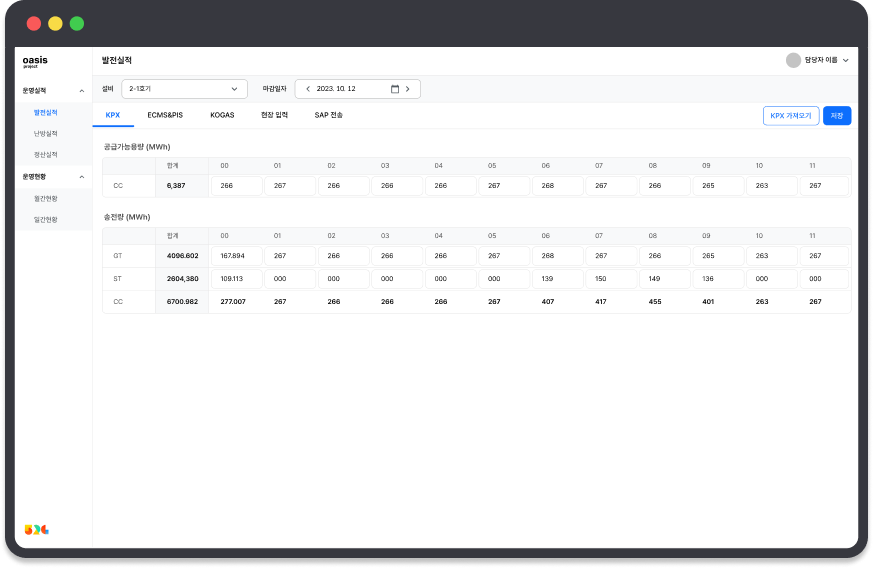 oasis
project
발전실적
담당자 이름
운영실적
발전실적
난방실적
정산실적
운영현황
월간현황
일간현황
설비 2-1호기 마감일자 2023. 10. 12
KPX ECMS&PIS KOGAS 현장 입력 SAP 전송 KPX 가져오기 저장
공급가능용량 (MWh)
합계 00 01 02 03 04 05 06 07 08 09 10 11
CC 6,387 266 267 266 266 266 267 268 267 266 265 263 267
송전량 (MWh)
합계 00 01 02 03 04 05 06 07 08 09 10 11
GT 4096.602 167.894 267 266 266 266 267 268 267 266 265 263 267
ST 2604,380 109.113 000 000 000 000 000 139 150 149 136 000 000
CC 6700.982 277.007 267 266 266 266 267 407 417 455 401 263 267